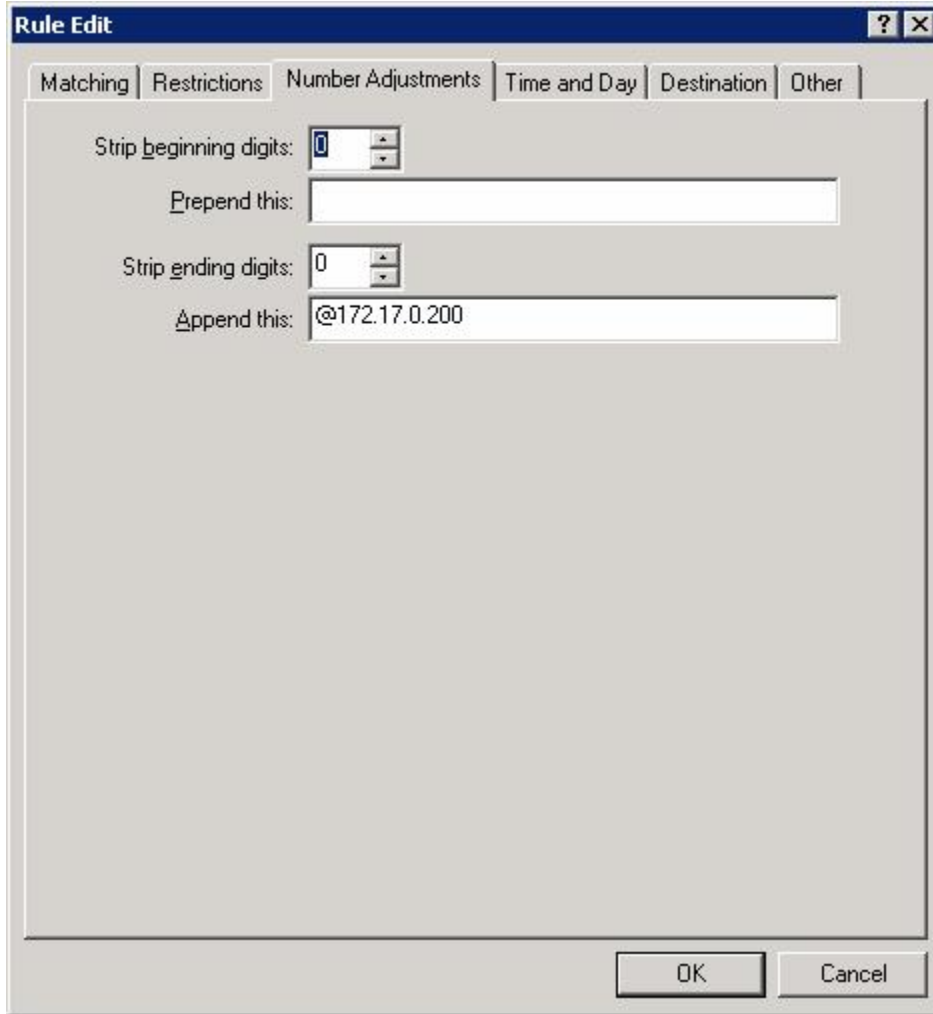 Rule Edit
?
Matching Restrictions Number Adjustments Time and Day Destination Other
Strip beginning digits: 0
Prepend this:
Strip ending digits: 0
Append this: @172.17.0.200
OK Cancel